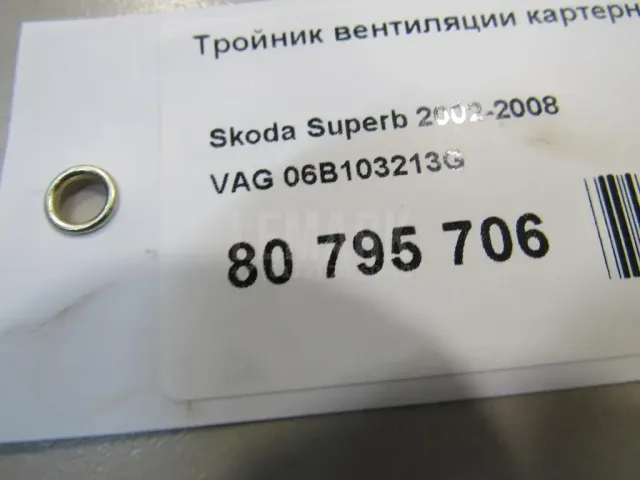 Тройник вентиляции картерн
Skoda Superb 2002-2008
VAG 06B103213G
80 795 706